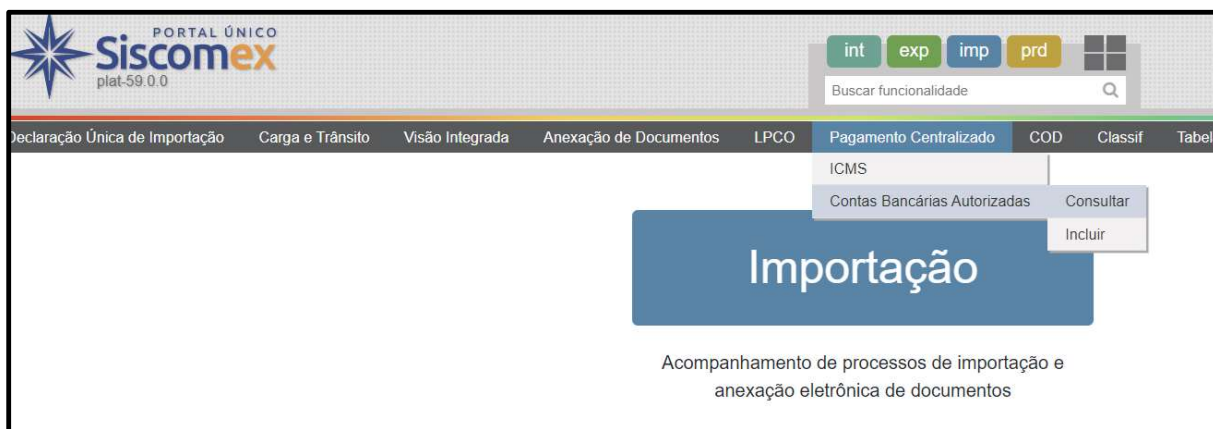 PORTAL ÚNICO
Siscomex
plat-59.0.0
int exp imp prd
Buscar funcionalidade
Declaração Única de Importação Carga e Trânsito Visão Integrada Anexação de Documentos LPCO Pagamento Centralizado COD Classif Tabel
ICMS
Contas Bancárias Autorizadas Consultar
Incluir
Importação
Acompanhamento de processos de importação e
anexação eletrônica de documentos